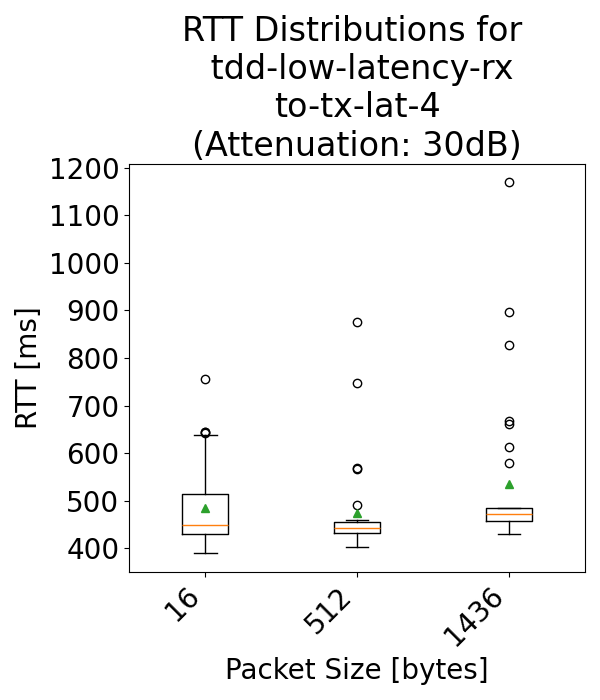 RTT Distributions for
tdd-low-latency-rx
to-tx-lat-4
(Attenuation: 30dB)
1200
1100
1000
900
800
700
600
500
400
RTT [ms]
16
512
1436
Packet Size [bytes]